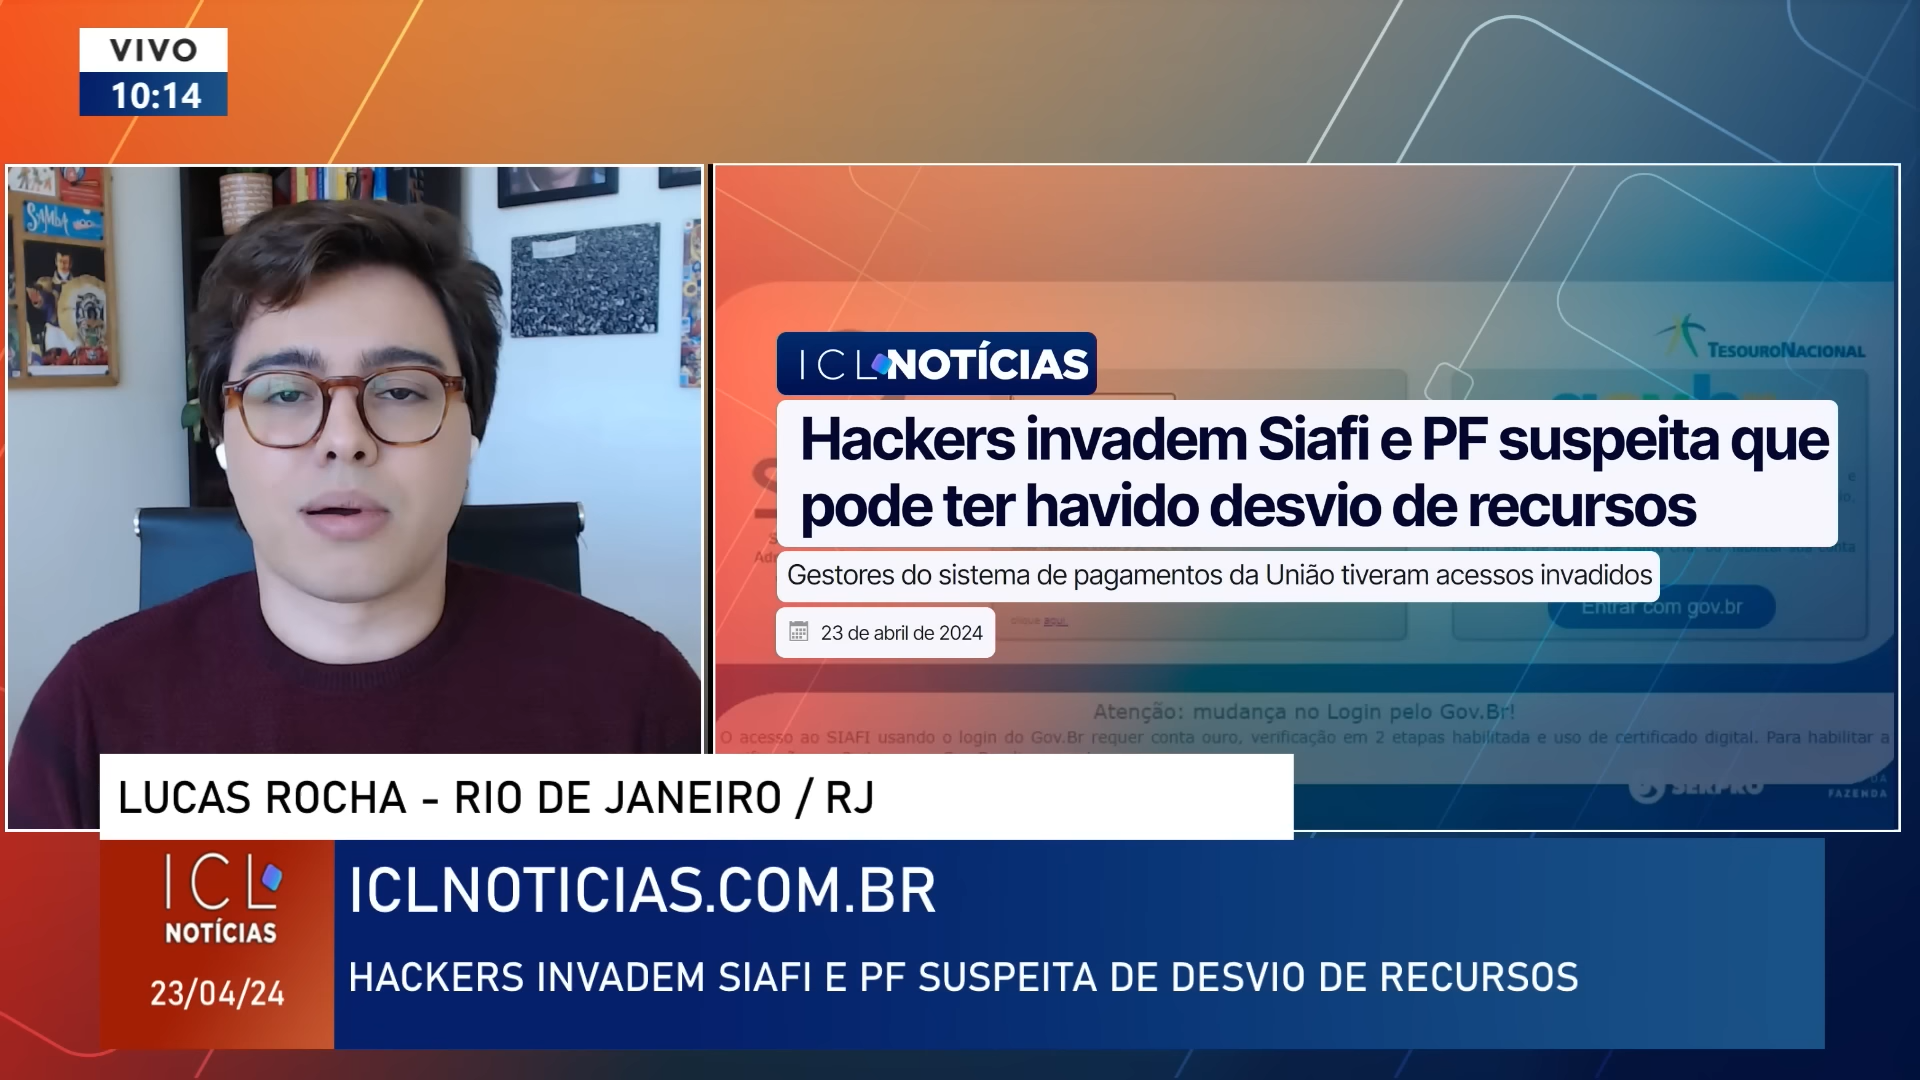 VIVO
10:14
SAMBA
ICL NOTÍCIAS
Hackers invadem Siafi e PF suspeita que
pode ter havido desvio de recursos
Gestores do sistema de pagamentos da União tiveram acessos invadidos
23 de abril de 2024
TESOURONACIONAL
clique aqui.
Entrar com gov.br
Atenção: mudança no Login pelo Gov.Br!
O acesso ao SIAFI usando o login do Gov.Br requer conta ouro, verificação em 2 etapas habilitada e uso de certificado digital. Para habilitar a
SERPRO
FAZENDA
LUCAS ROCHA - RIO DE JANEIRO / RJ
ICL
NOTÍCIAS
23/04/24
ICLNOTICIAS.COM.BR
HACKERS INVADEM SIAFI E PF SUSPEITA DE DESVIO DE RECURSOS